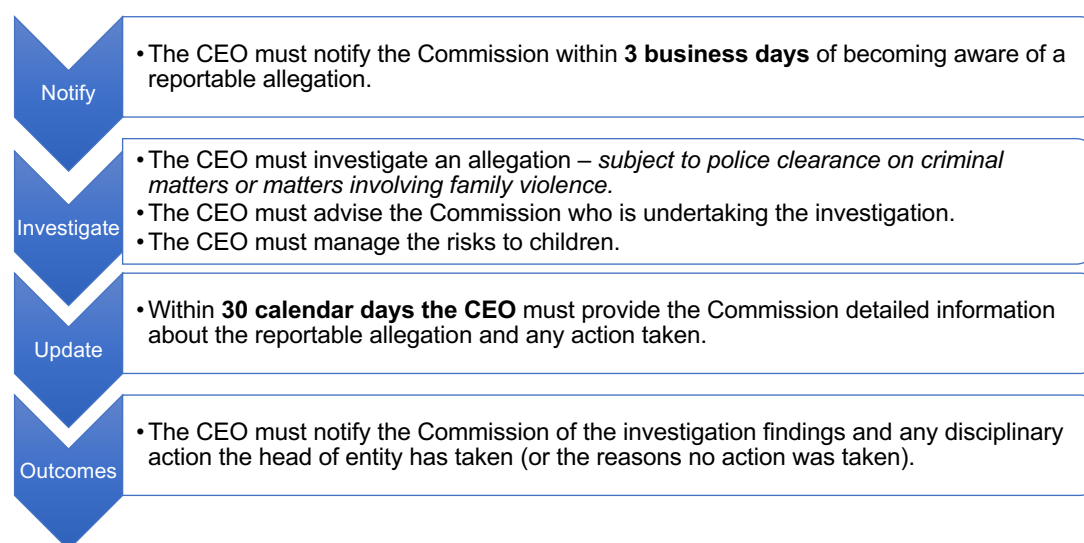 Notify
• The CEO must notify the Commission within 3 business days of becoming aware of a
reportable allegation.
Investigate
• The CEO must investigate an allegation – subject to police clearance on criminal
matters or matters involving family violence.
• The CEO must advise the Commission who is undertaking the investigation.
• The CEO must manage the risks to children.
Update
• Within 30 calendar days the CEO must provide the Commission detailed information
about the reportable allegation and any action taken.
Outcomes
• The CEO must notify the Commission of the investigation findings and any disciplinary
action the head of entity has taken (or the reasons no action was taken).